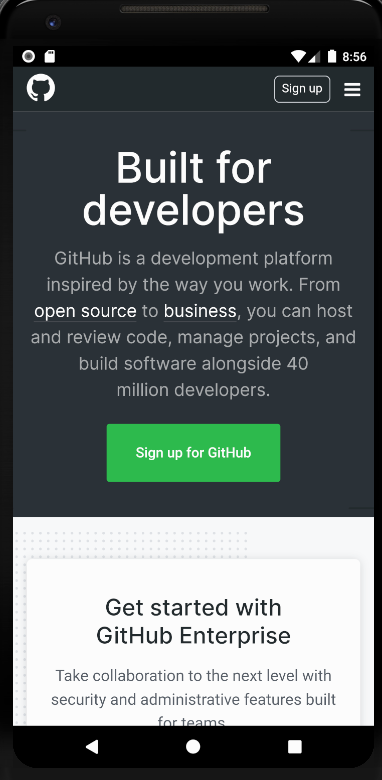 8:56
Sign up
Built for
developers
GitHub is a development platform
inspired by the way you work. From
open source to business, you can host
and review code, manage projects, and
build software alongside 40
million developers.
Sign up for GitHub
Get started with
GitHub Enterprise
Take collaboration to the next level with
security and administrative features built
for teams